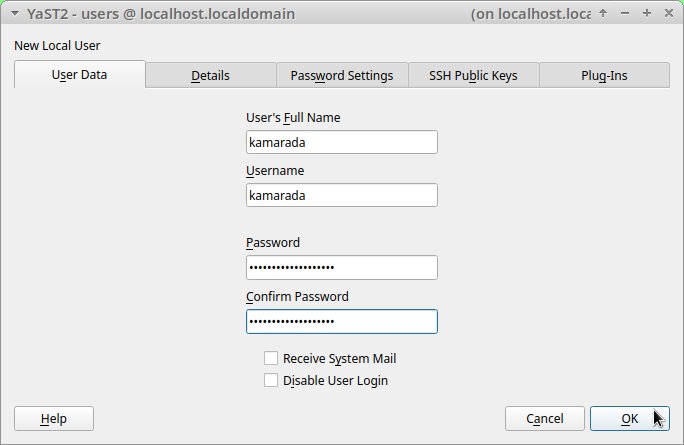 YaST2 - users @ localhost.localdomain (on localhost.loca
New Local User
User Data Details Password Settings SSH Public Keys Plug-Ins
User's Full Name
kamarada
Username
kamarada
Password
•••••••••••••••••••
Confirm Password
•••••••••••••••••••
Receive System Mail
Disable User Login
Help Cancel OK